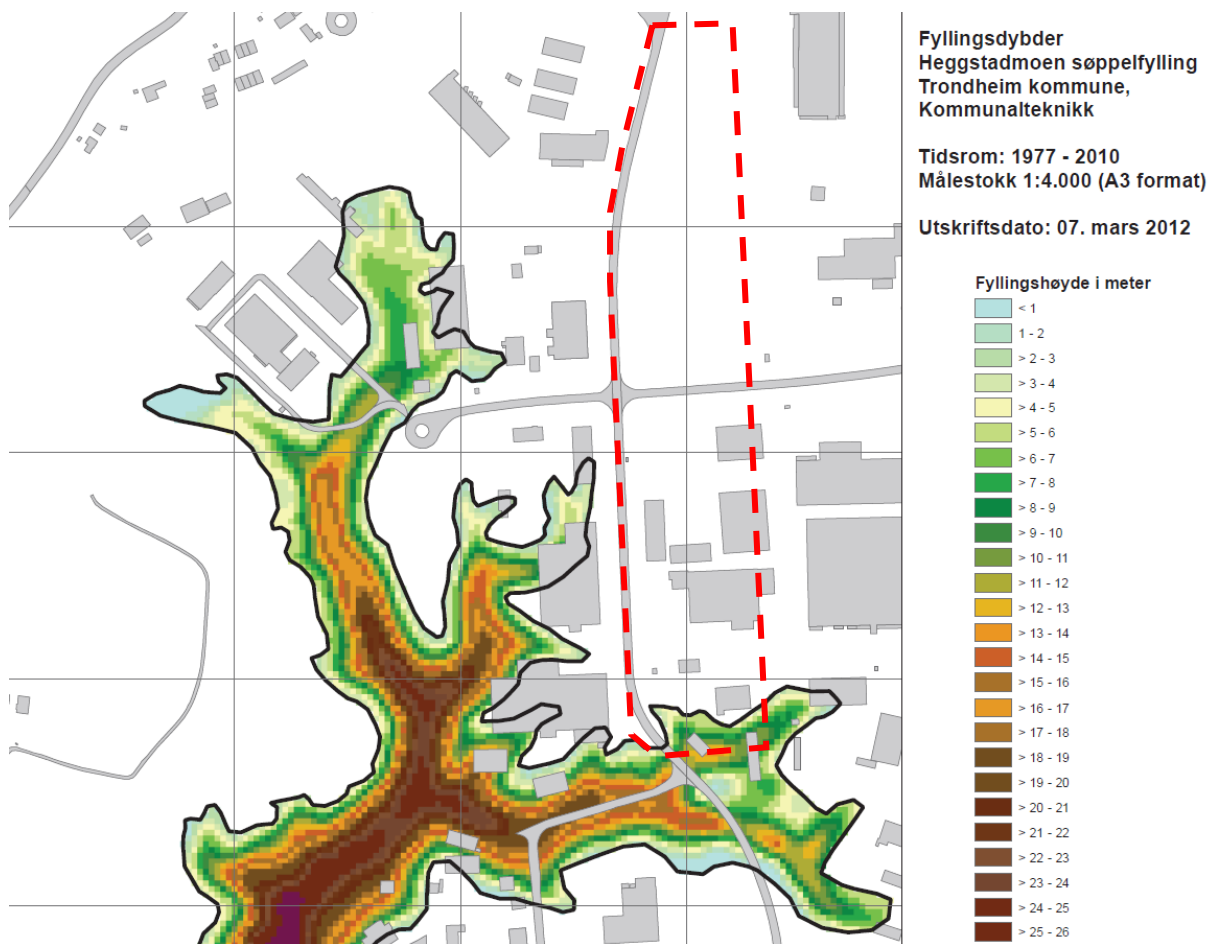 Fyllingsdybder
Heggstadmoen søppelfylling
Trondheim kommune,
Kommunalteknikk
Tidsrom: 1977 - 2010
Målestokk 1:4.000 (A3 format)
Utskriftsdato: 07. mars 2012
Fyllingshøyde i meter
< 1
1 - 2
> 2 - 3
> 3 - 4
> 4 - 5
> 5 - 6
> 6 - 7
> 7 - 8
> 8 - 9
> 9 - 10
> 10 - 11
> 11 - 12
> 12 - 13
> 13 - 14
> 14 - 15
> 15 - 16
> 16 - 17
> 17 - 18
> 18 - 19
> 19 - 20
> 20 - 21
> 21 - 22
> 22 - 23
> 23 - 24
> 24 - 25
> 25 - 26